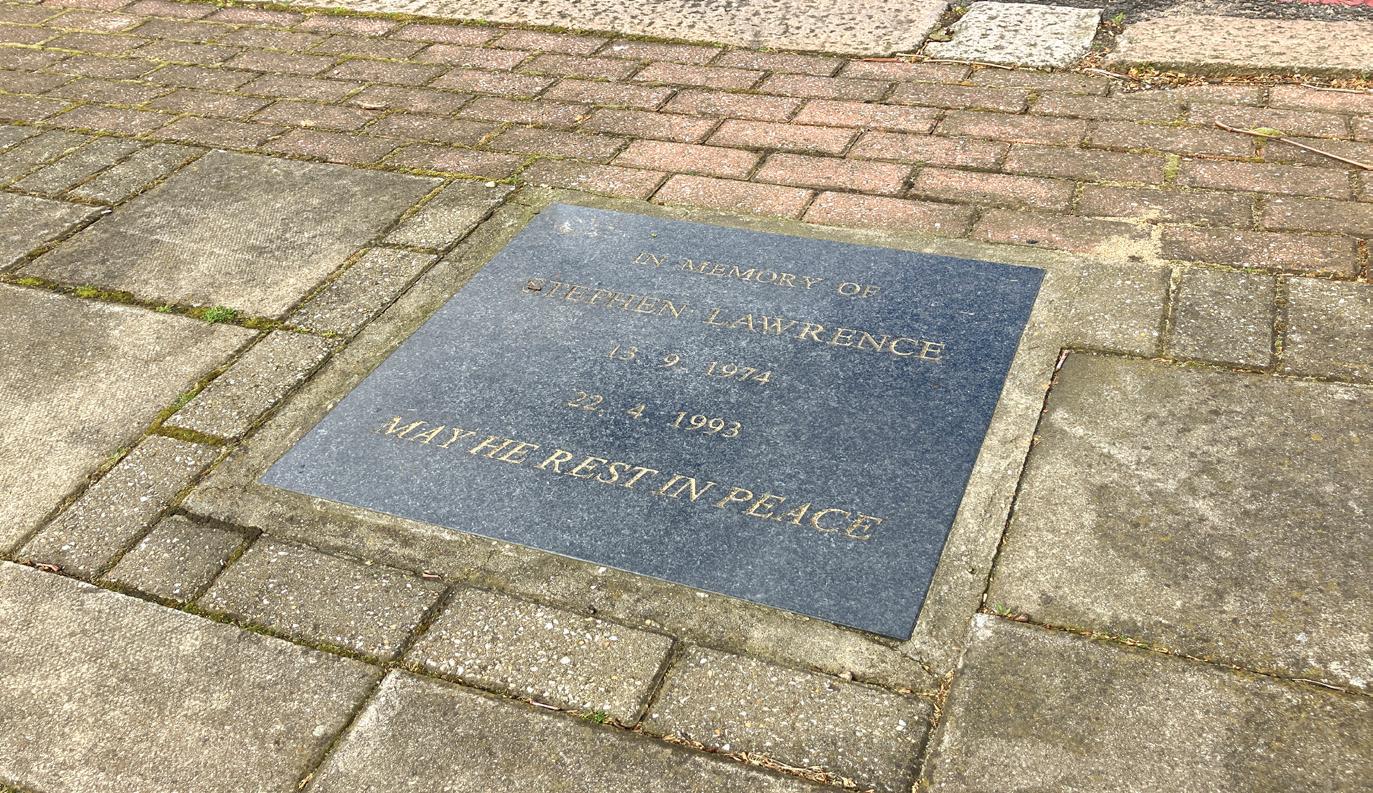 IN MEMORY OF
STEPHEN LAWRENCE
13. 9. 1974
22. 4. 1993
MAY HE REST IN PEACE